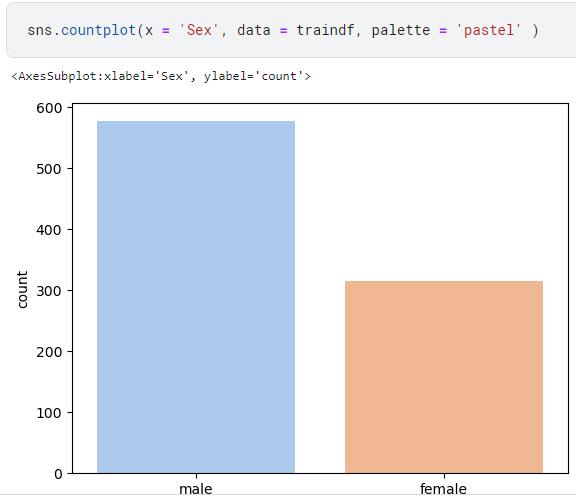 sns.countplot(x = 'Sex', data = traindf, palette = 'pastel' )
<AxesSubplot:xlabel='Sex', ylabel='count'>
600
500
400
300
200
100
0
count
male female